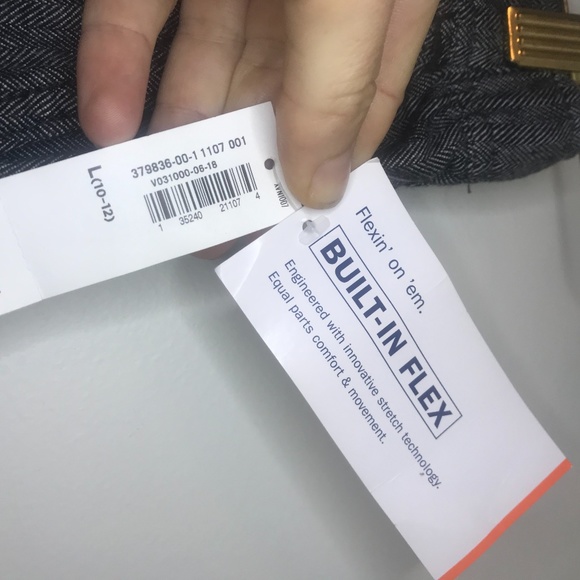 379836-00-1 1107 001
V031000-06-18
L(10-12)
1 35240 21107 4
Flexin' on 'em.
BUILT-IN FLEX
Engineered with innovative stretch technology.
Equal parts comfort & movement.